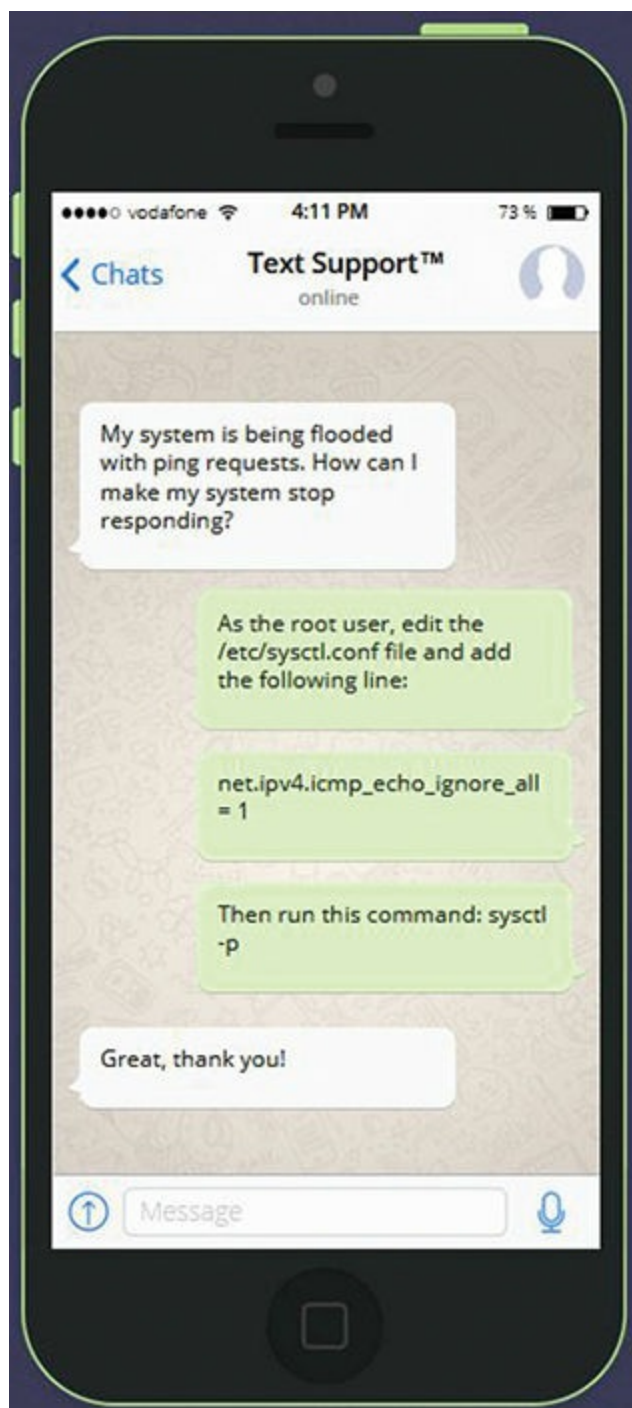 vodafone 4:11 PM 73 %
Chats Text Support™
online
My system is being flooded
with ping requests. How can I
make my system stop
responding?
As the root user, edit the
/etc/sysctl.conf file and add
the following line:
net.ipv4.icmp_echo_ignore_all
= 1
Then run this command: sysctl
-p
Great, thank you!
Message